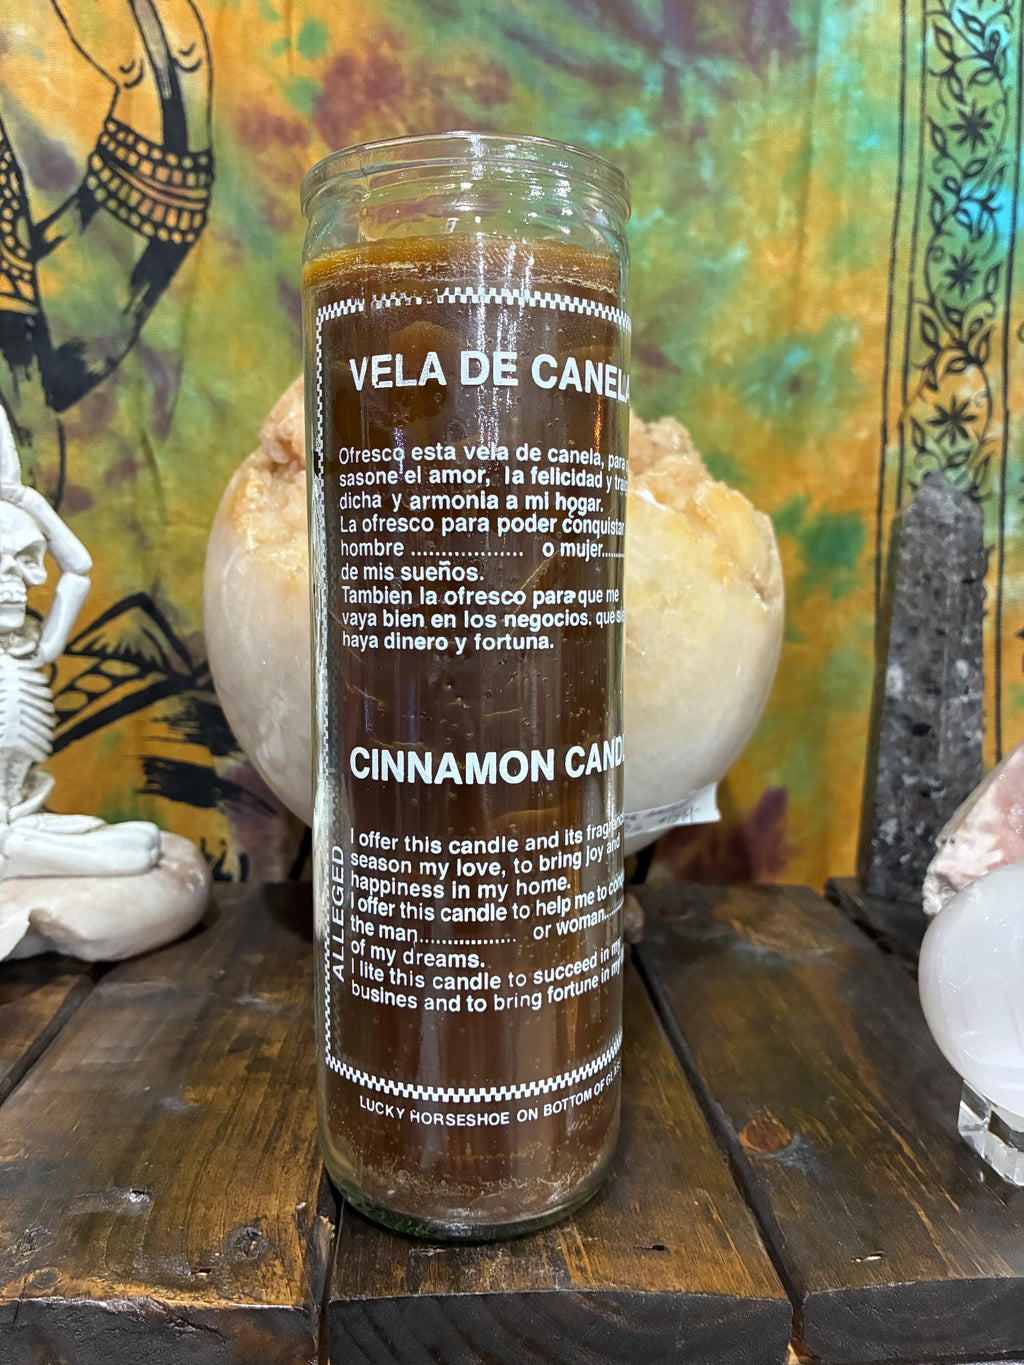 VELA DE CANELA
Ofresco esta vela de canela, para
sasone el amor, la felicidad y
dicha y armonia a mi hogar.
La ofresco para poder conquistar
hombre .................. o mujer........
de mis sueños.
Tambien la ofresco para que me
vaya bien en los negocios. que
haya dinero y fortuna.
CINNAMON
I offer this candle and its
season my love, to bring joy and
happiness in my home.
I offer this candle to help me to
the man.................. or woman........
of my dreams.
I lite this candle to succeed in my
busines and to bring fortune in
LUCKY HORSESHOE ON BOTTOM OF
ALLEGED